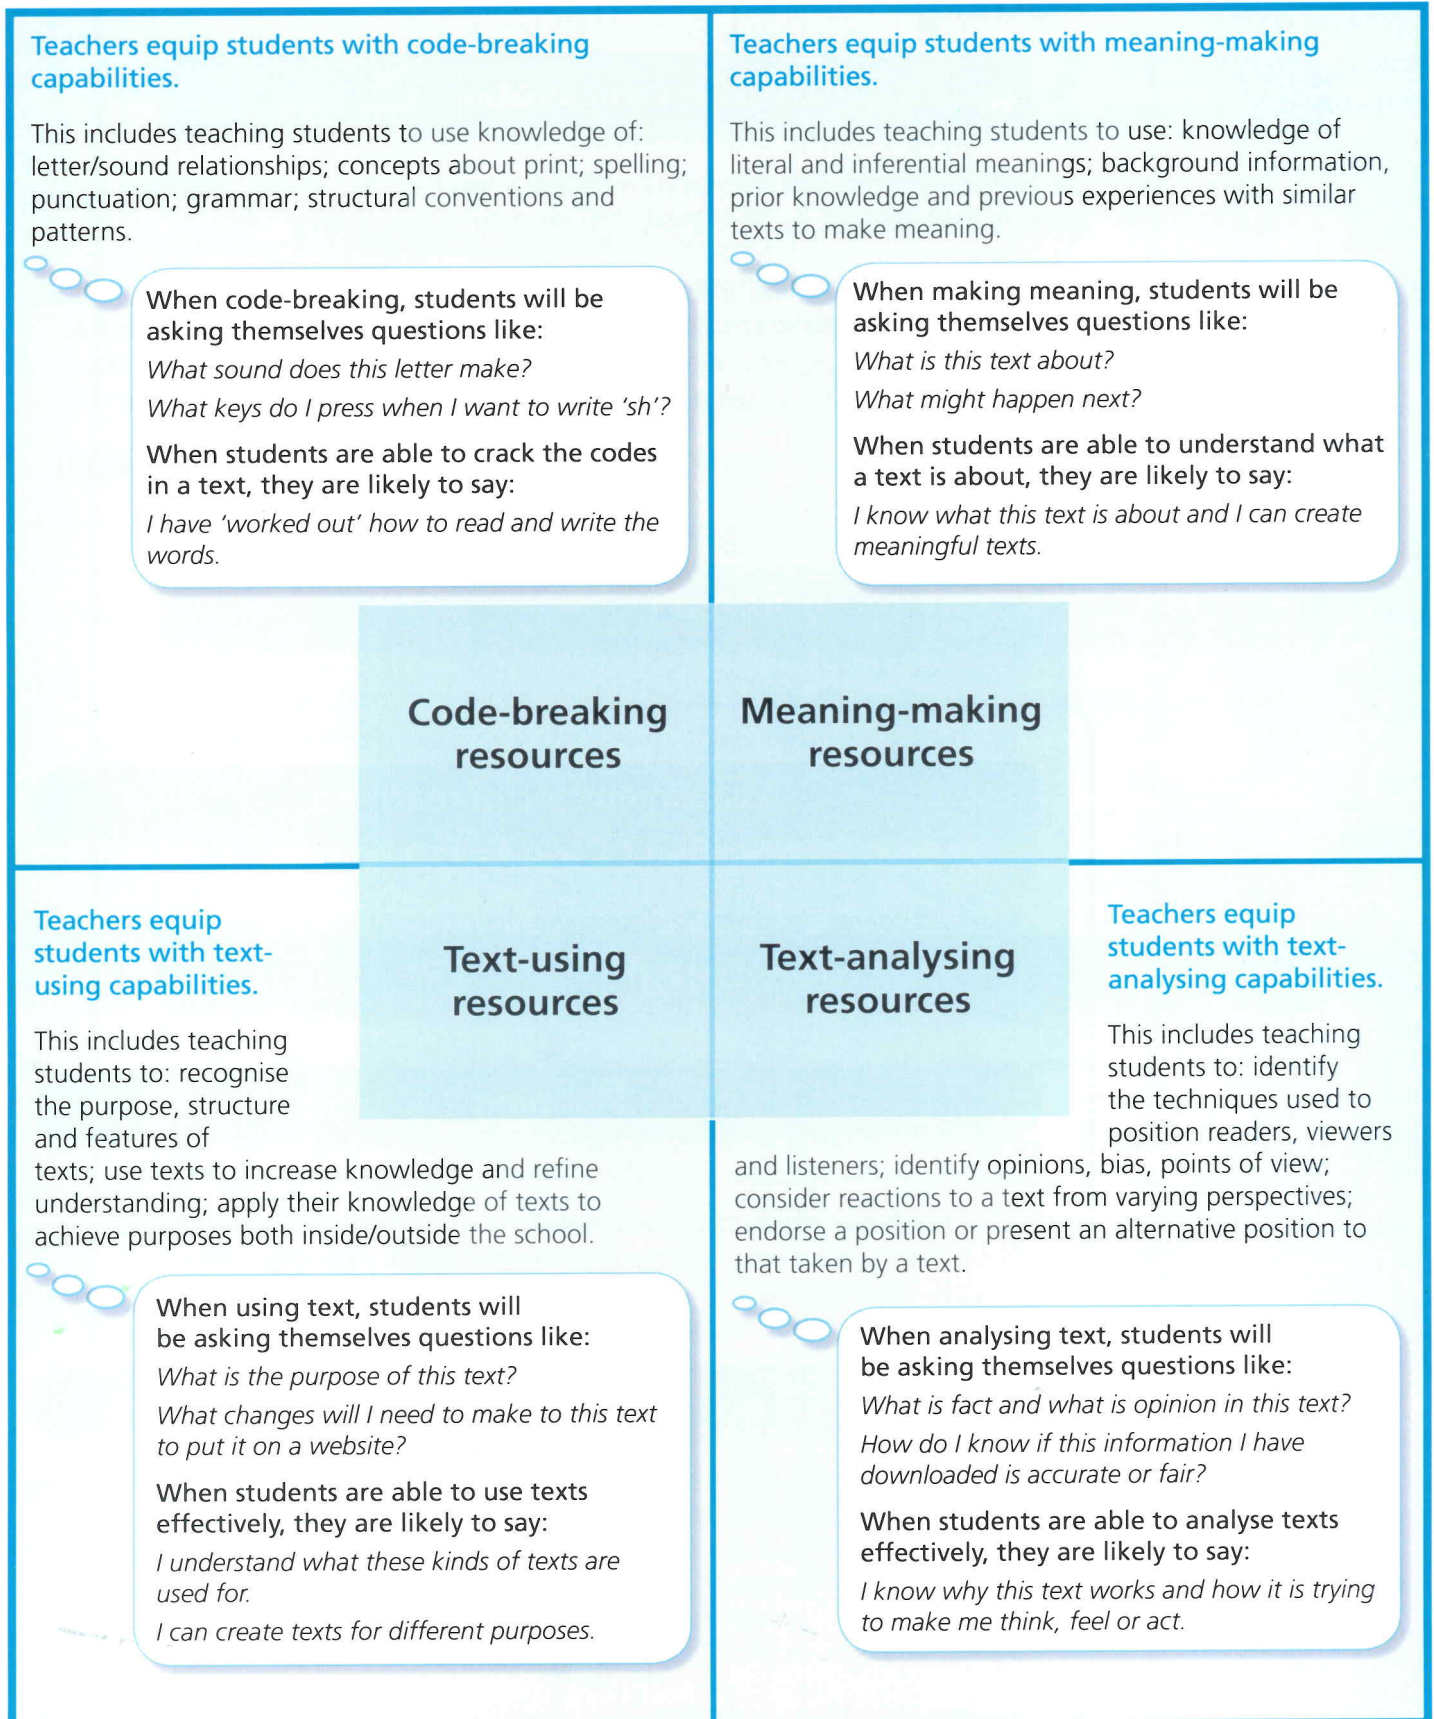 Teachers equip students with code-breaking
capabilities.
This includes teaching students to use knowledge of:
letter/sound relationships; concepts about print; spelling;
punctuation; grammar; structural conventions and
patterns.
When code-breaking, students will be
asking themselves questions like:
What sound does this letter make?
What keys do I press when I want to write ‘sh’?
When students are able to crack the codes
in a text, they are likely to say:
I have ‘worked out’ how to read and write the
words.
Teachers equip students with meaning-making
capabilities.
This includes teaching students to use: knowledge of
literal and inferential meanings; background information,
prior knowledge and previous experiences with similar
texts to make meaning.
When making meaning, students will be
asking themselves questions like:
What is this text about?
What might happen next?
When students are able to understand what
a text is about, they are likely to say:
I know what this text is about and I can create
meaningful texts.
Code-breaking
resources
Meaning-making
resources
Text-using
resources
Text-analysing
resources
Teachers equip
students with text-
using capabilities.
This includes teaching
students to: recognise
the purpose, structure
and features of
texts; use texts to increase knowledge and refine
understanding; apply their knowledge of texts to
achieve purposes both inside/outside the school.
When using text, students will
be asking themselves questions like:
What is the purpose of this text?
What changes will I need to make to this text
to put it on a website?
When students are able to use texts
effectively, they are likely to say:
I understand what these kinds of texts are
used for.
I can create texts for different purposes.
Teachers equip
students with text-
analysing capabilities.
This includes teaching
students to: identify
the techniques used to
position readers, viewers
and listeners; identify opinions, bias, points of view;
consider reactions to a text from varying perspectives;
endorse a position or present an alternative position to
that taken by a text.
When analysing text, students will
be asking themselves questions like:
What is fact and what is opinion in this text?
How do I know if this information I have
downloaded is accurate or fair?
When students are able to analyse texts
effectively, they are likely to say:
I know why this text works and how it is trying
to make me think, feel or act.